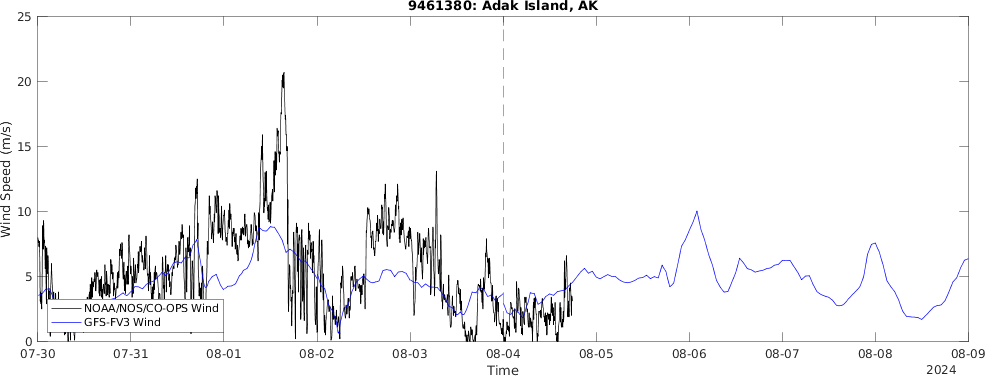 9461380: Adak Island, AK
25
20
15
10
5
0
Wind Speed (m/s)
NOAA/NOS/CO-OPS Wind
GFS-FV3 Wind
07-30 07-31 08-01 08-02 08-03 08-04 08-05 08-06 08-07 08-08 08-09
Time
2024